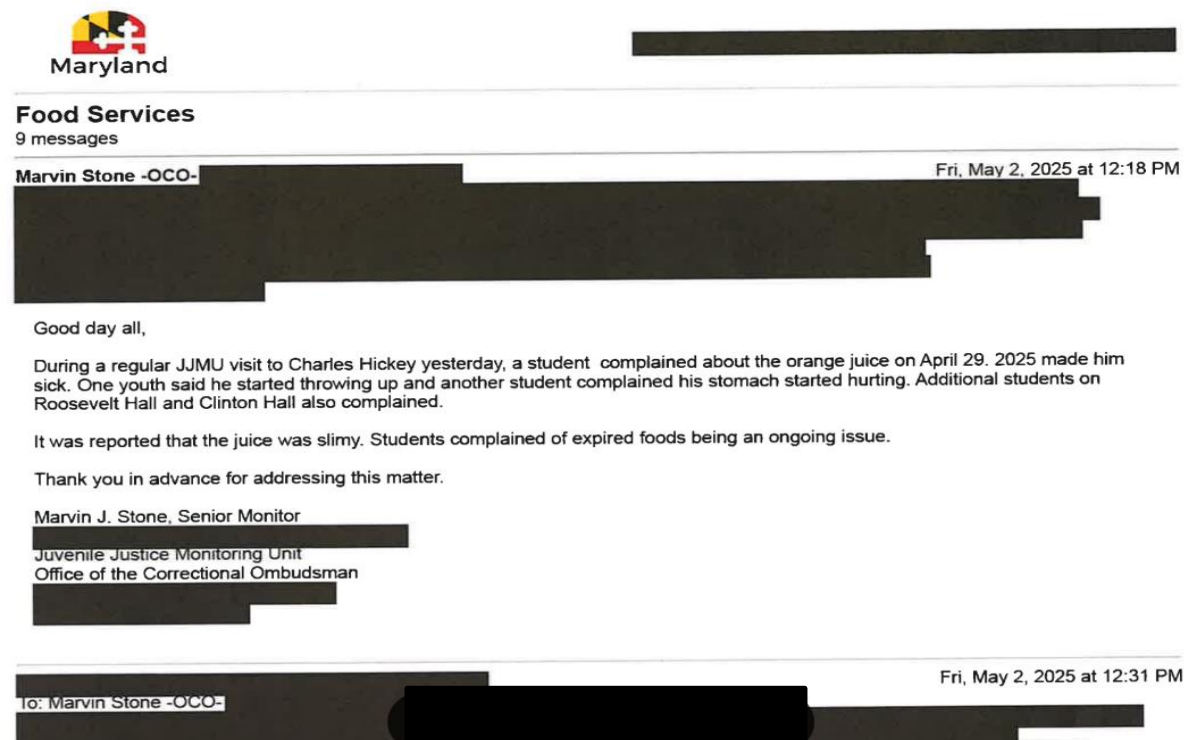 Maryland
Food Services
9 messages
Marvin Stone -OCO-
Fri, May 2, 2025 at 12:18 PM
Good day all,
During a regular JJMU visit to Charles Hickey yesterday, a student complained about the orange juice on April 29. 2025 made him
sick. One youth said he started throwing up and another student complained his stomach started hurting. Additional students on
Roosevelt Hall and Clinton Hall also complained.
It was reported that the juice was slimy. Students complained of expired foods being an ongoing issue.
Thank you in advance for addressing this matter.
Marvin J. Stone, Senior Monitor
Juvenile Justice Monitoring Unit
Office of the Correctional Ombudsman
Fri, May 2, 2025 at 12:31 PM
To: Marvin Stone -OCO-